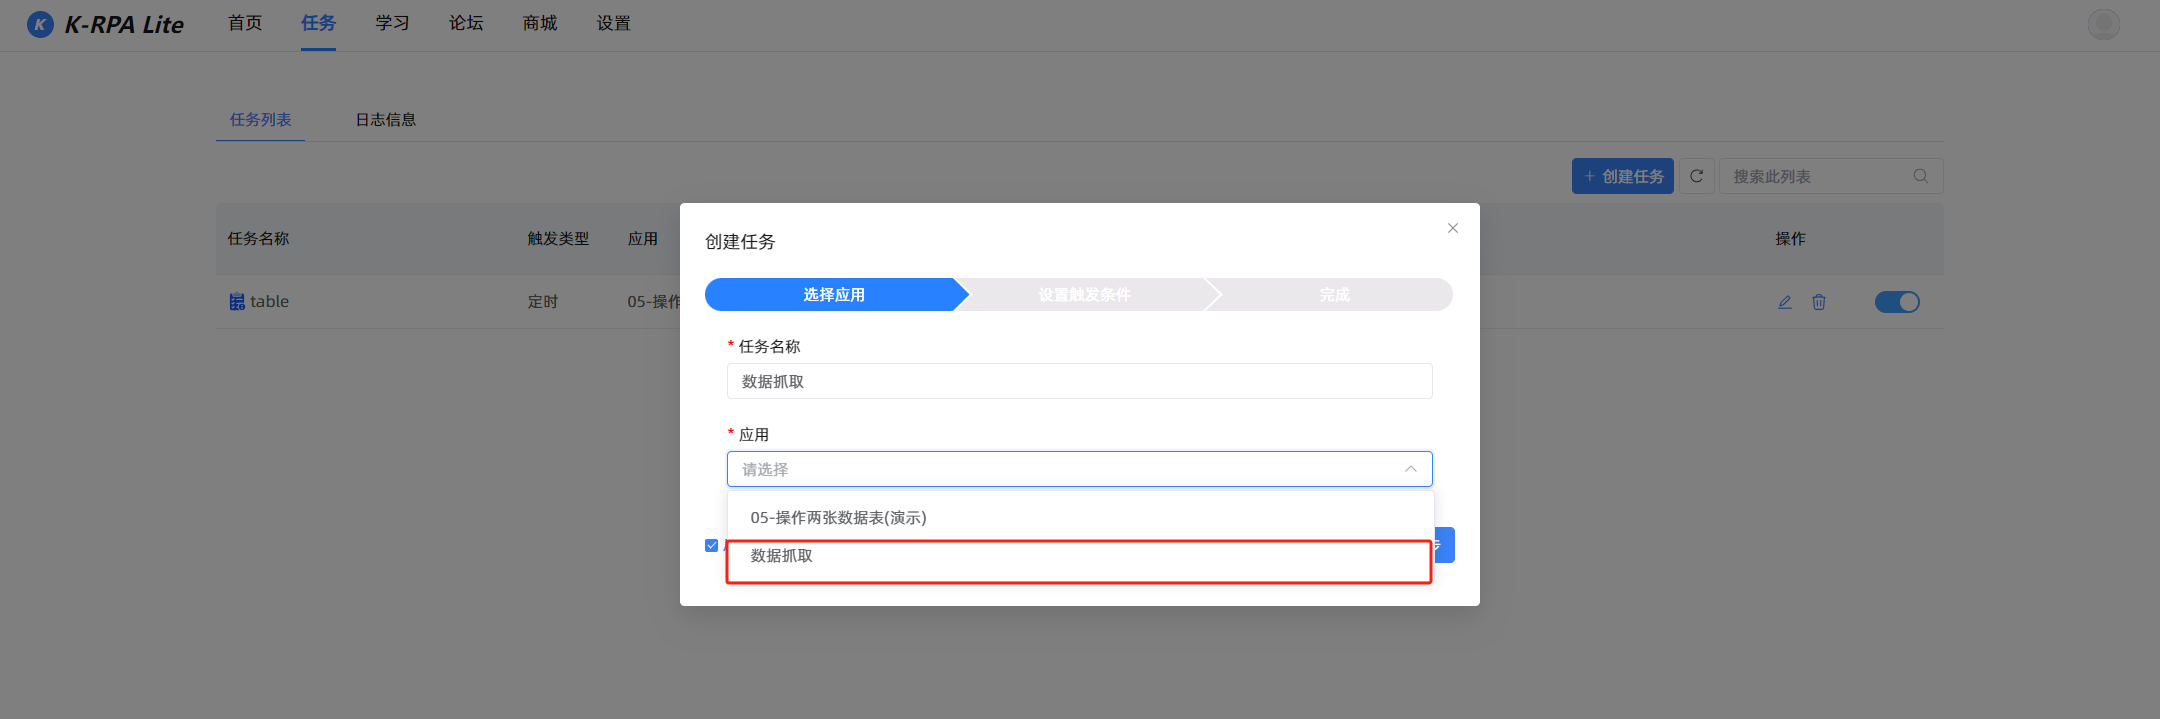 K K-RPA Lite 首页 任务 学习 论坛 商城 设置
任务列表 日志信息
+ 创建任务 搜索此列表
任务名称 触发类型 应用 操作
table 定时 05-操作
创建任务
选择应用 设置触发条件 完成
* 任务名称
数据抓取
* 应用
请选择
05-操作两张数据表(演示)
数据抓取